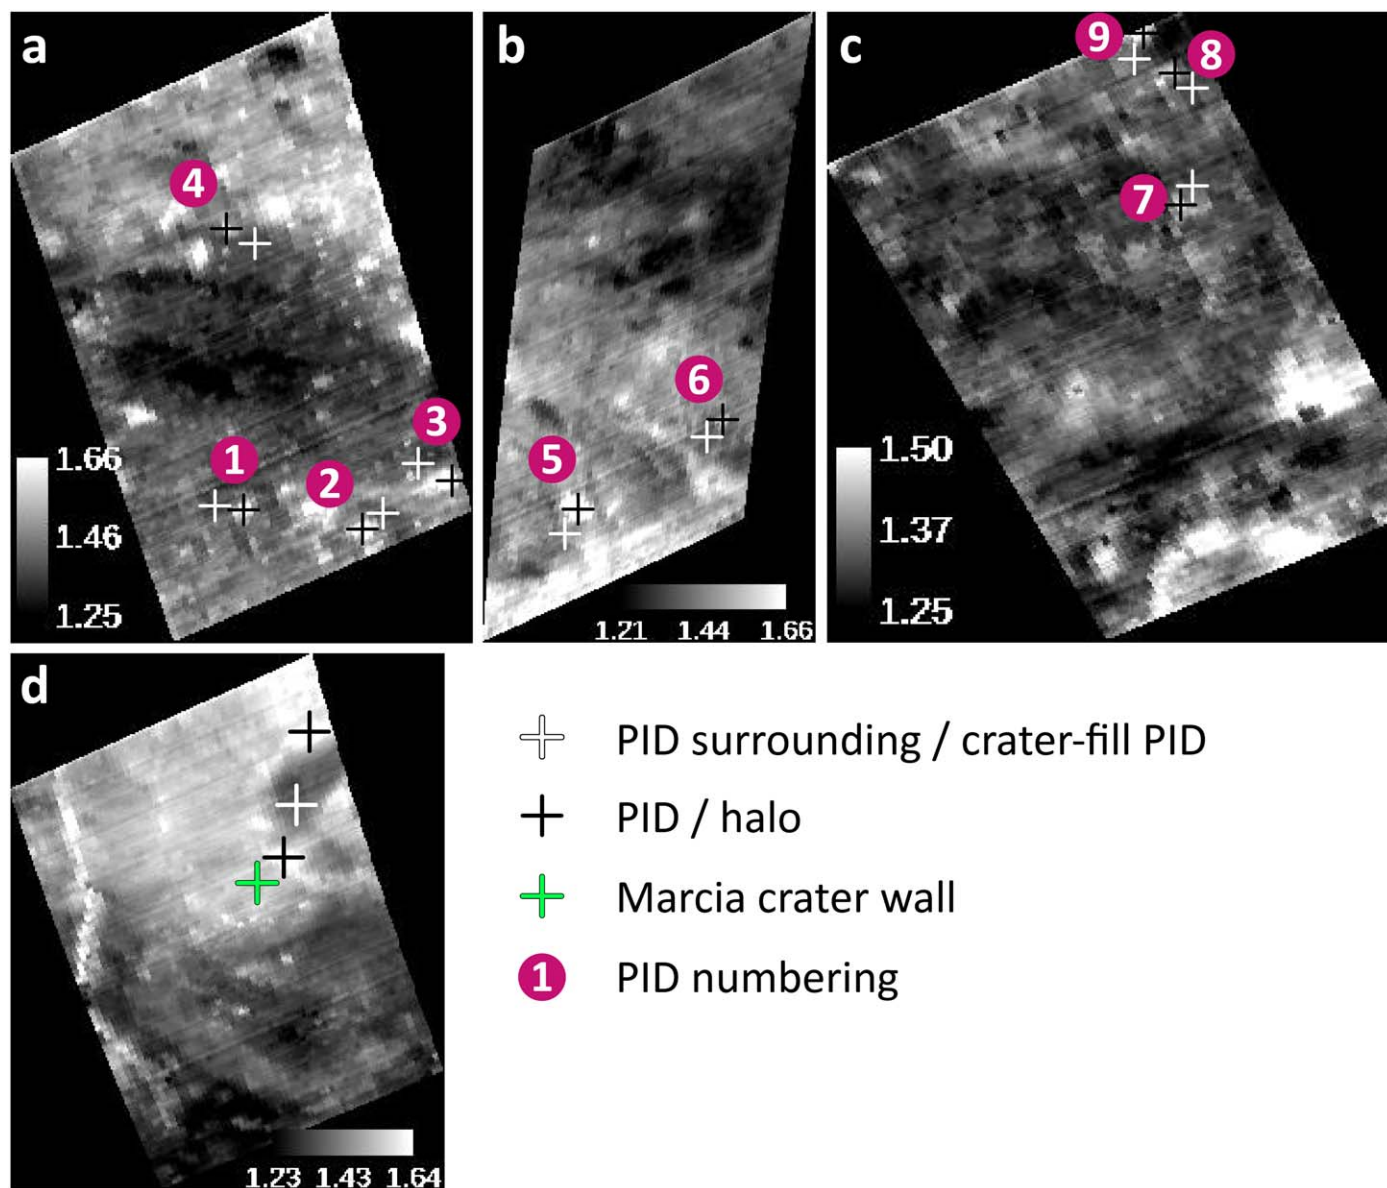 a
4
3
1
2
1.66
1.46
1.25
b
6
5
1.21 1.44 1.66
c
9
8
7
1.50
1.37
1.25
d
1.23 1.43 1.64
PID surrounding / crater-fill PID
PID / halo
Marcia crater wall
1 PID numbering